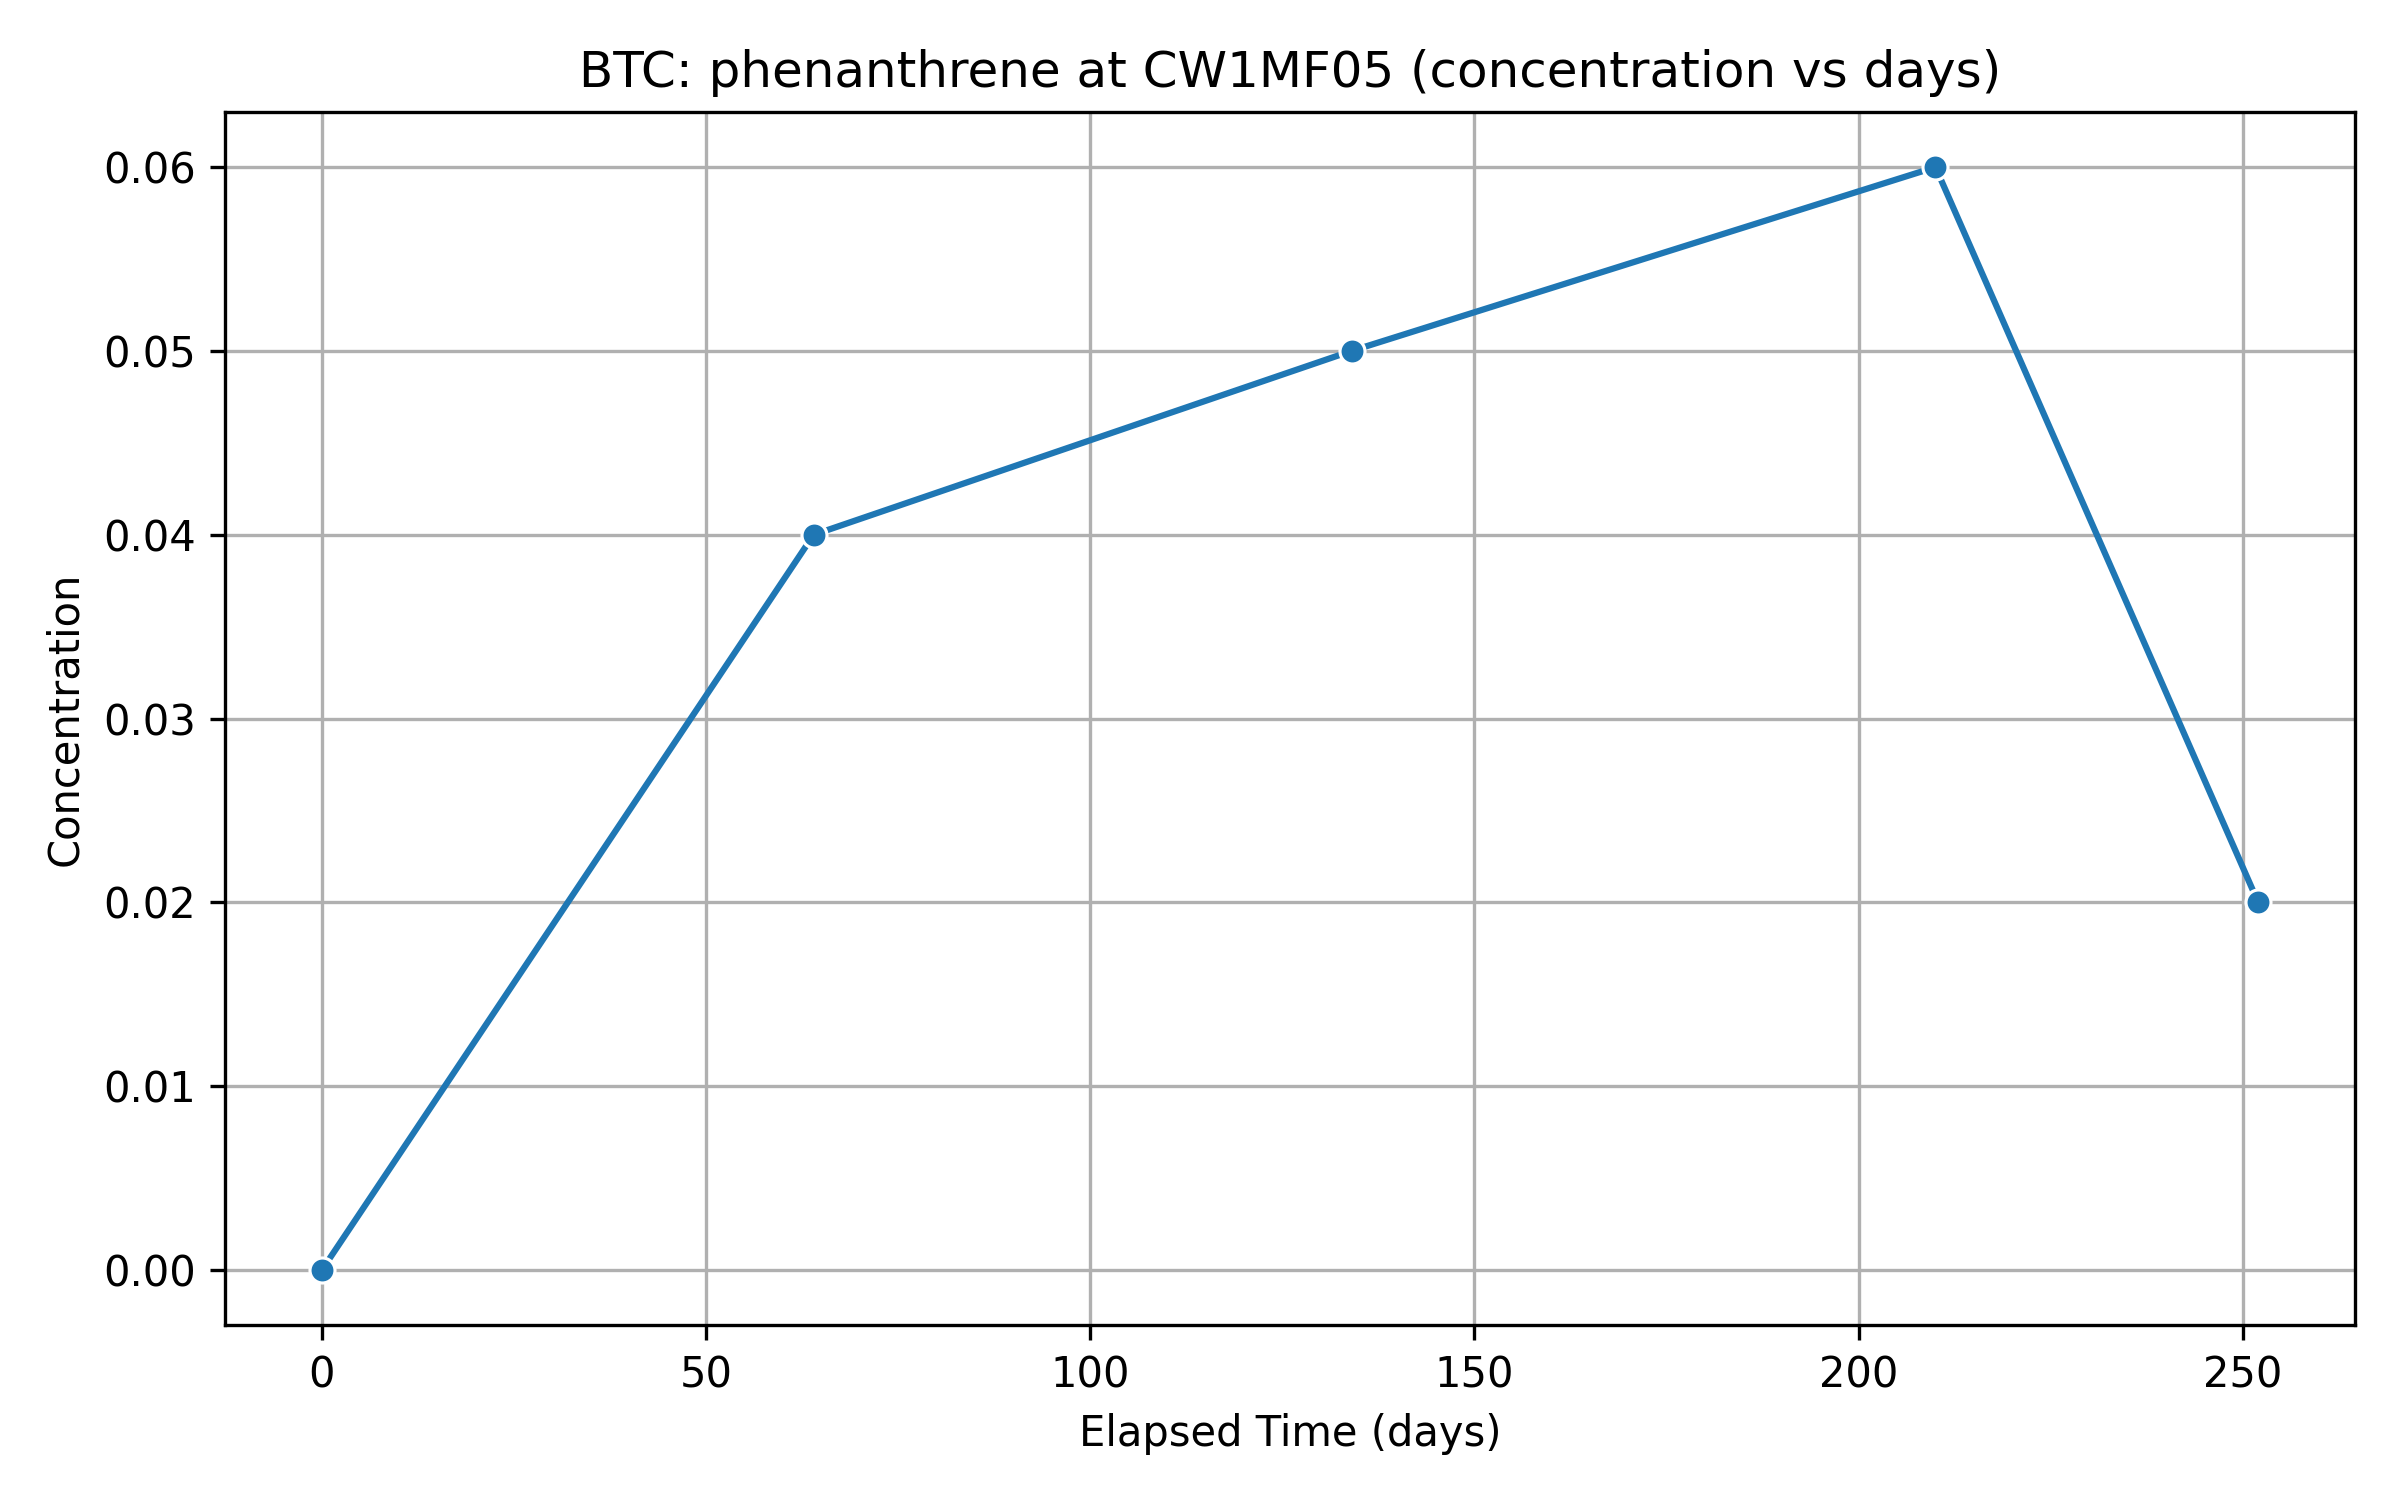 BTC: phenanthrene at CW1MF05 (concentration vs days)
0.06
0.05
0.04
0.03
0.02
0.01
0.00
Concentration
0 50 100 150 200 250
Elapsed Time (days)